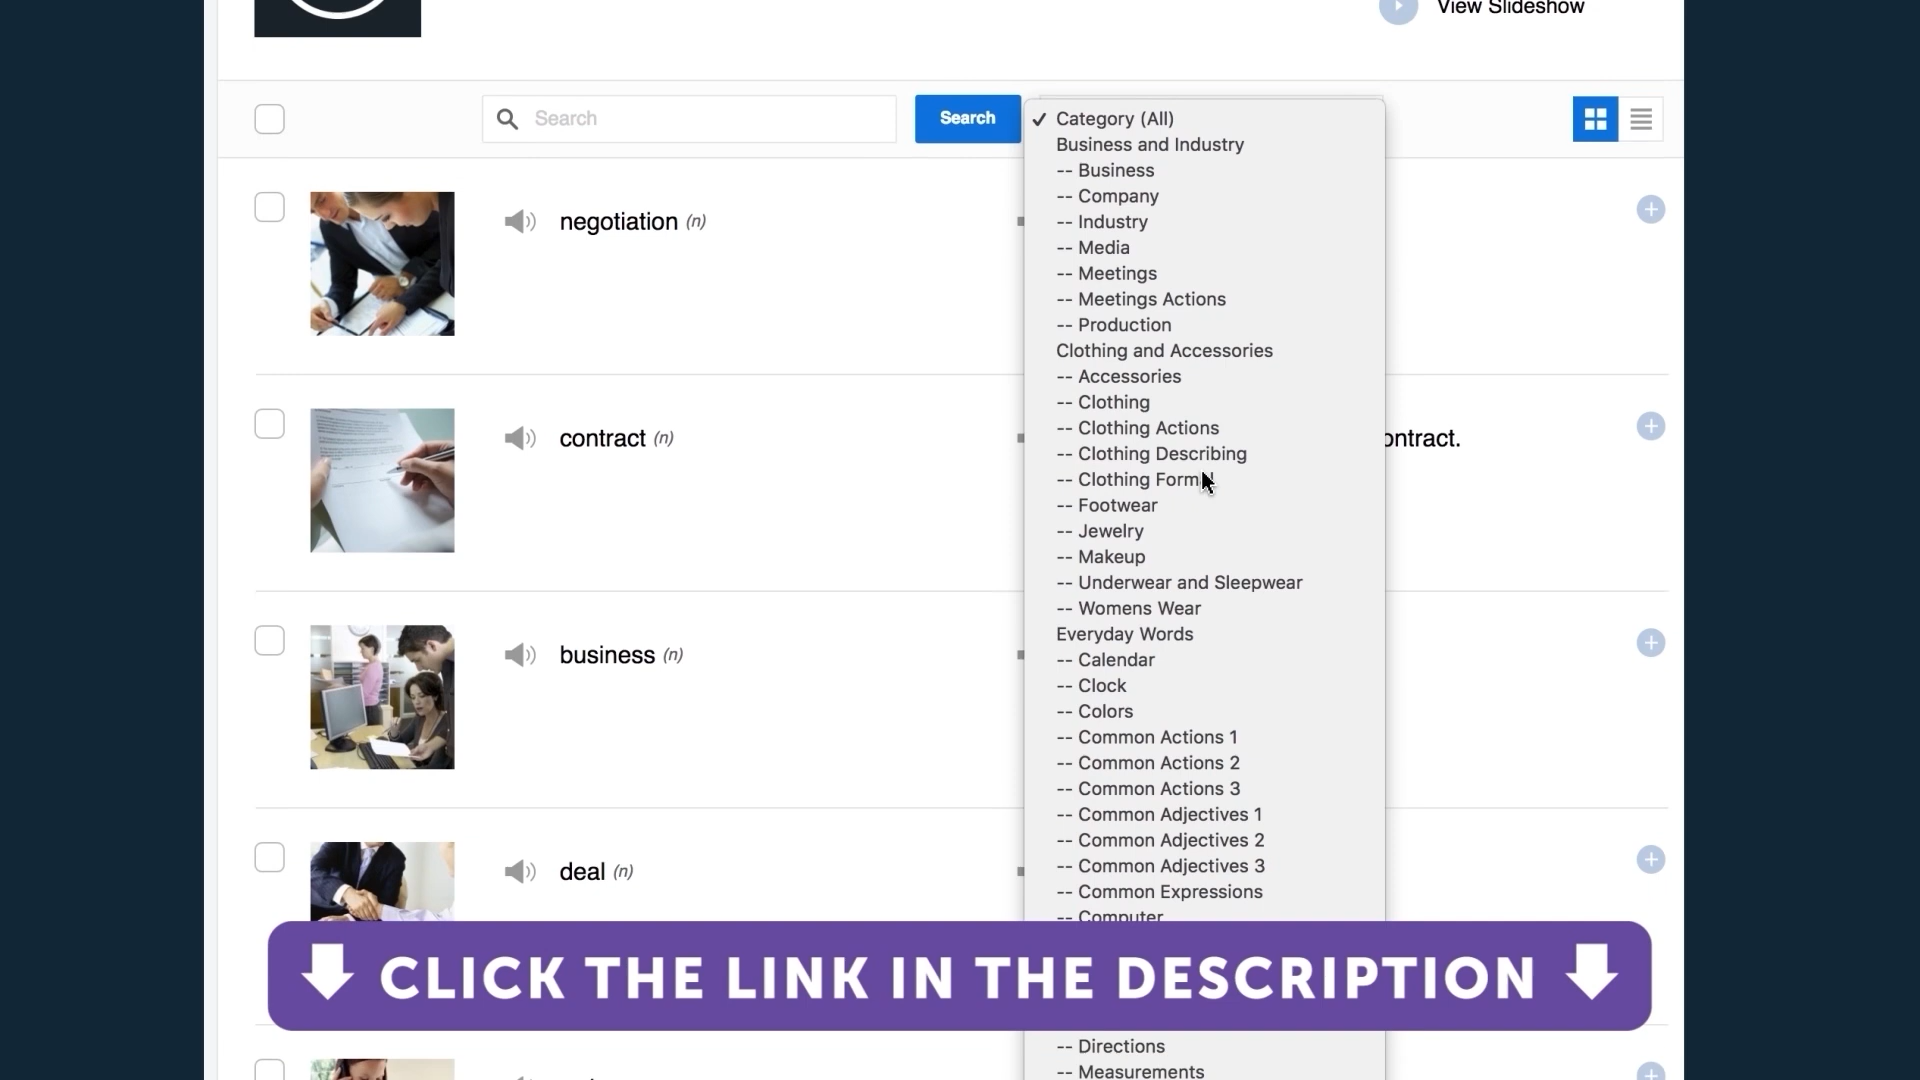 View Slideshow
Search
Search
✓ Category (All)
Business and Industry
-- Business
-- Company
-- Industry
-- Media
-- Meetings
-- Meetings Actions
-- Production
Clothing and Accessories
-- Accessories
-- Clothing
-- Clothing Actions
-- Clothing Describing
-- Clothing Form
-- Footwear
-- Jewelry
-- Makeup
-- Underwear and Sleepwear
-- Womens Wear
Everyday Words
-- Calendar
-- Clock
-- Colors
-- Common Actions 1
-- Common Actions 2
-- Common Actions 3
-- Common Adjectives 1
-- Common Adjectives 2
-- Common Adjectives 3
-- Common Expressions
-- Computer
-- Directions
-- Measurements
negotiation (n)
contract (n)
ontract.
business (n)
deal (n)
CLICK THE LINK IN THE DESCRIPTION